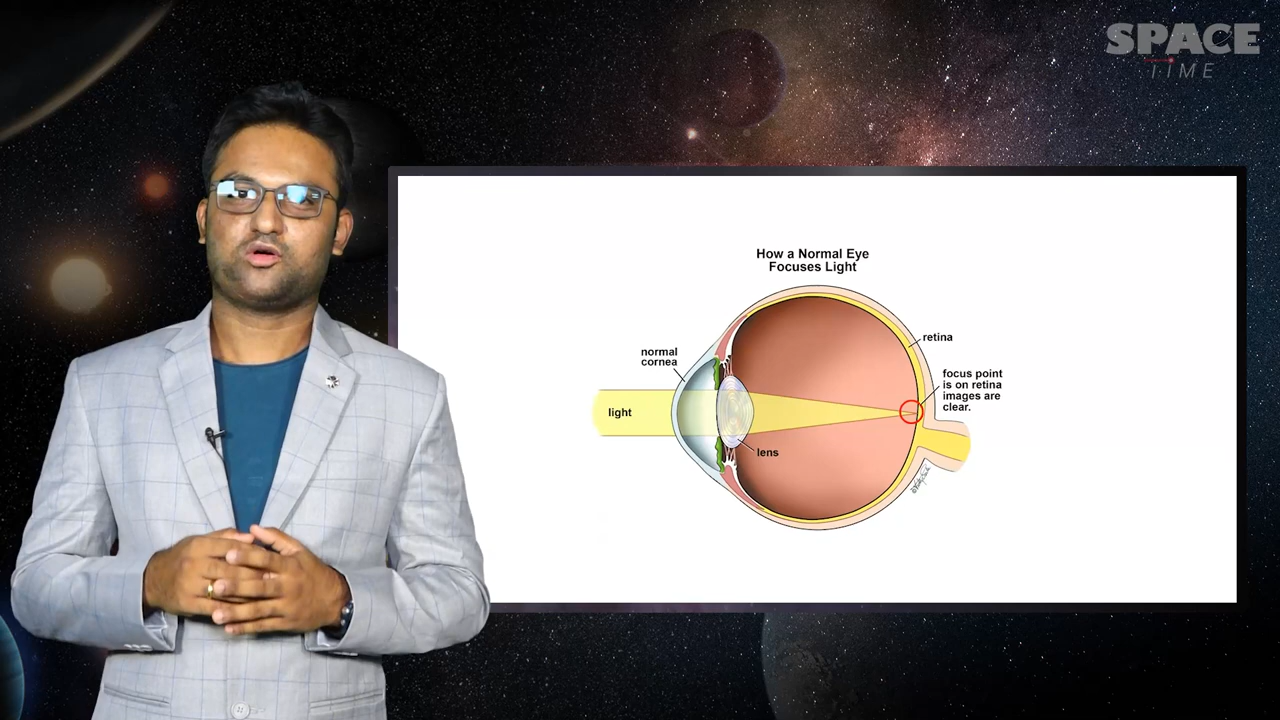 SPACE
TIME
How a Normal Eye
Focuses Light
normal
cornea
retina
focus point
is on retina
images are
clear.
light
lens